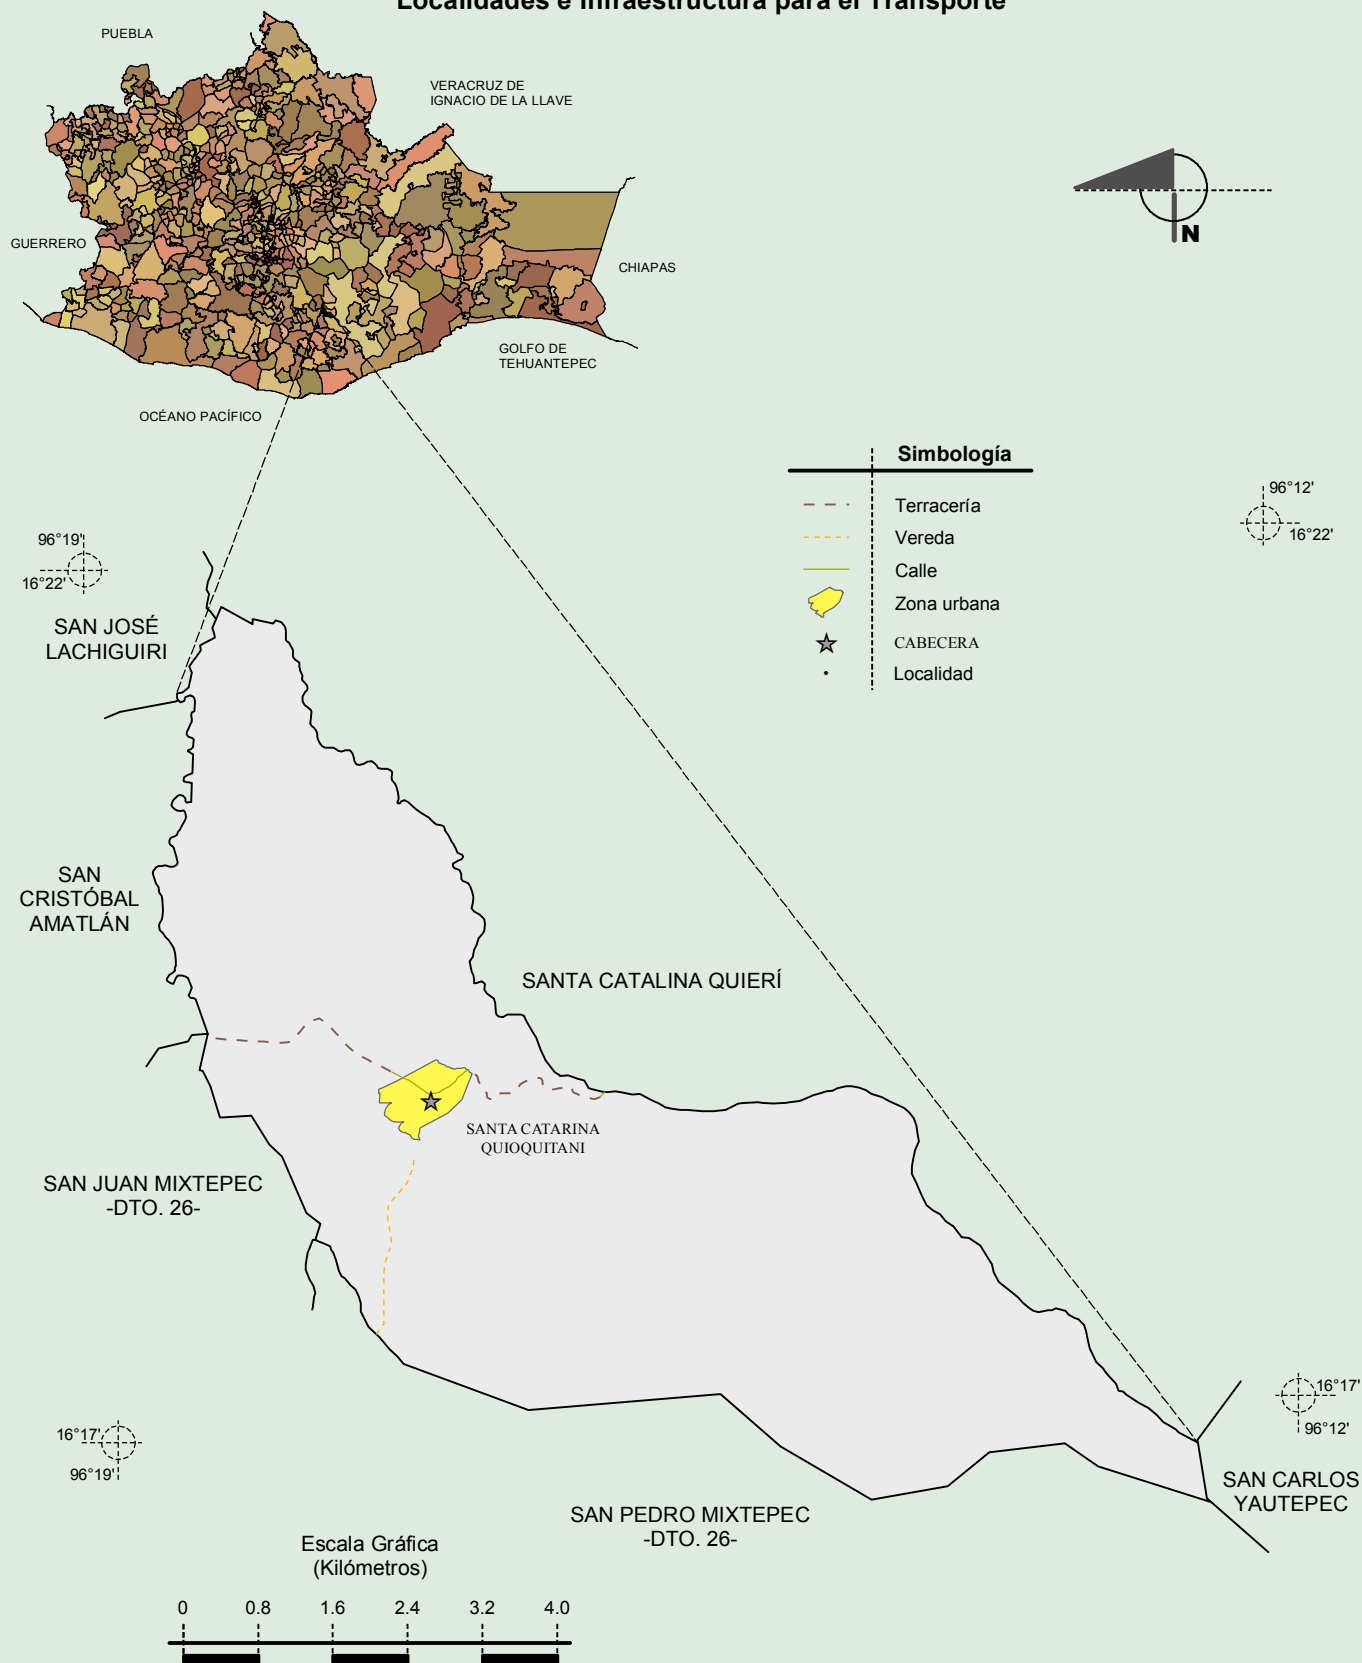 Localidades e Infraestructura para el Transporte
PUEBLA
VERACRUZ DE
IGNACIO DE LA LLAVE
GUERRERO
CHIAPAS
GOLFO DE
TEHUANTEPEC
OCÉANO PACÍFICO
N
Simbología
Terracería
Vereda
Calle
Zona urbana
CABECERA
Localidad
96°19'
16°22'
96°12'
16°22'
SAN JOSÉ
LACHIGUIRI
SAN
CRISTÓBAL
AMATLÁN
SANTA CATALINA QUIERÍ
SANTA CATARINA
QUIOQUITANI
SAN JUAN MIXTEPEC
-DTO. 26-
16°17'
96°19'
16°17'
96°12'
SAN CARLOS
YAUTEPEC
SAN PEDRO MIXTEPEC
-DTO. 26-
Escala Gráfica
(Kilómetros)
0 0.8 1.6 2.4 3.2 4.0